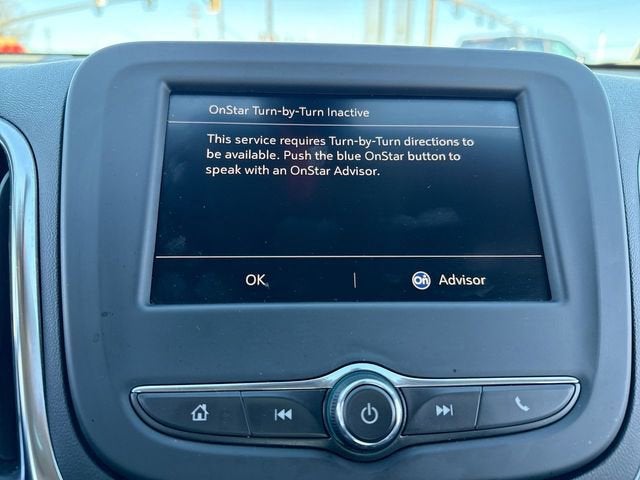 OnStar Turn-by-Turn Inactive
This service requires Turn-by-Turn directions to
be available. Push the blue OnStar button to
speak with an OnStar Advisor.
OK
On Advisor